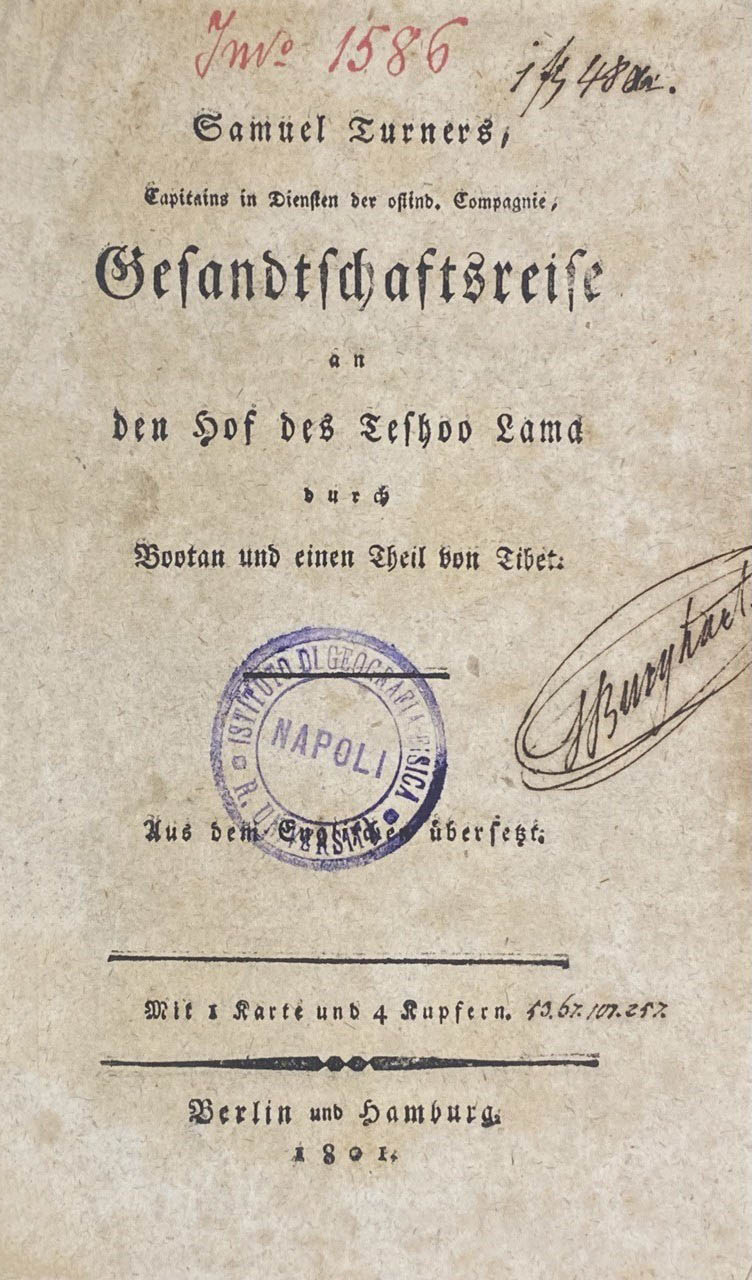 Inv° 1586
Samuel Turners,
Capitains in Diensten der ostind. Compagnie,
Gesandtschaftsreise
an
den Hof des Teshoo Lama
durch
Bootan und einen Theil von Tibet.
ISTITUTO DI GEOGRAFIA FISICA
NAPOLI
R. UNIVERSITÀ
Burghart.
Aus dem Englischen übersetzt.
Mit 1 Karte und 4 Kupfern. 53. 67. 107. 257.
Berlin und Hamburg.
1801.